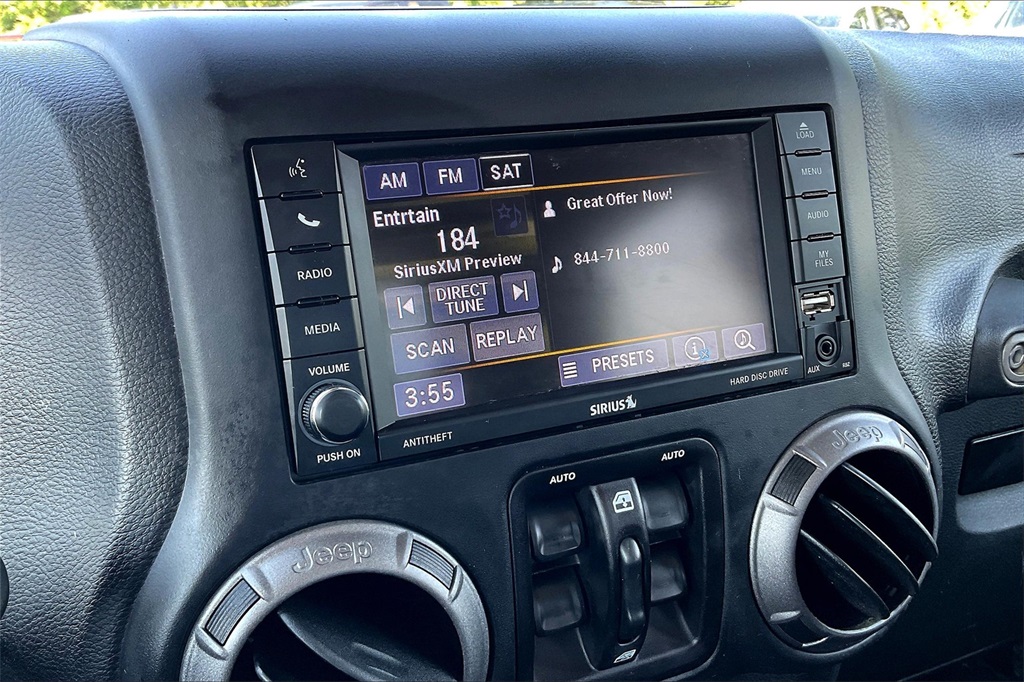 RADIO
MEDIA
VOLUME
PUSH ON
AM FM SAT
Entrtain
184
SiriusXM Preview
DIRECT
TUNE
SCAN REPLAY
3:55
Great Offer Now!
844-711-8800
PRESETS
LOAD
MENU
AUDIO
MY
FILES
AUX
HARD DISC DRIVE
SIRIUS
ANTITHEFT
AUTO AUTO
Jeep
Jeep